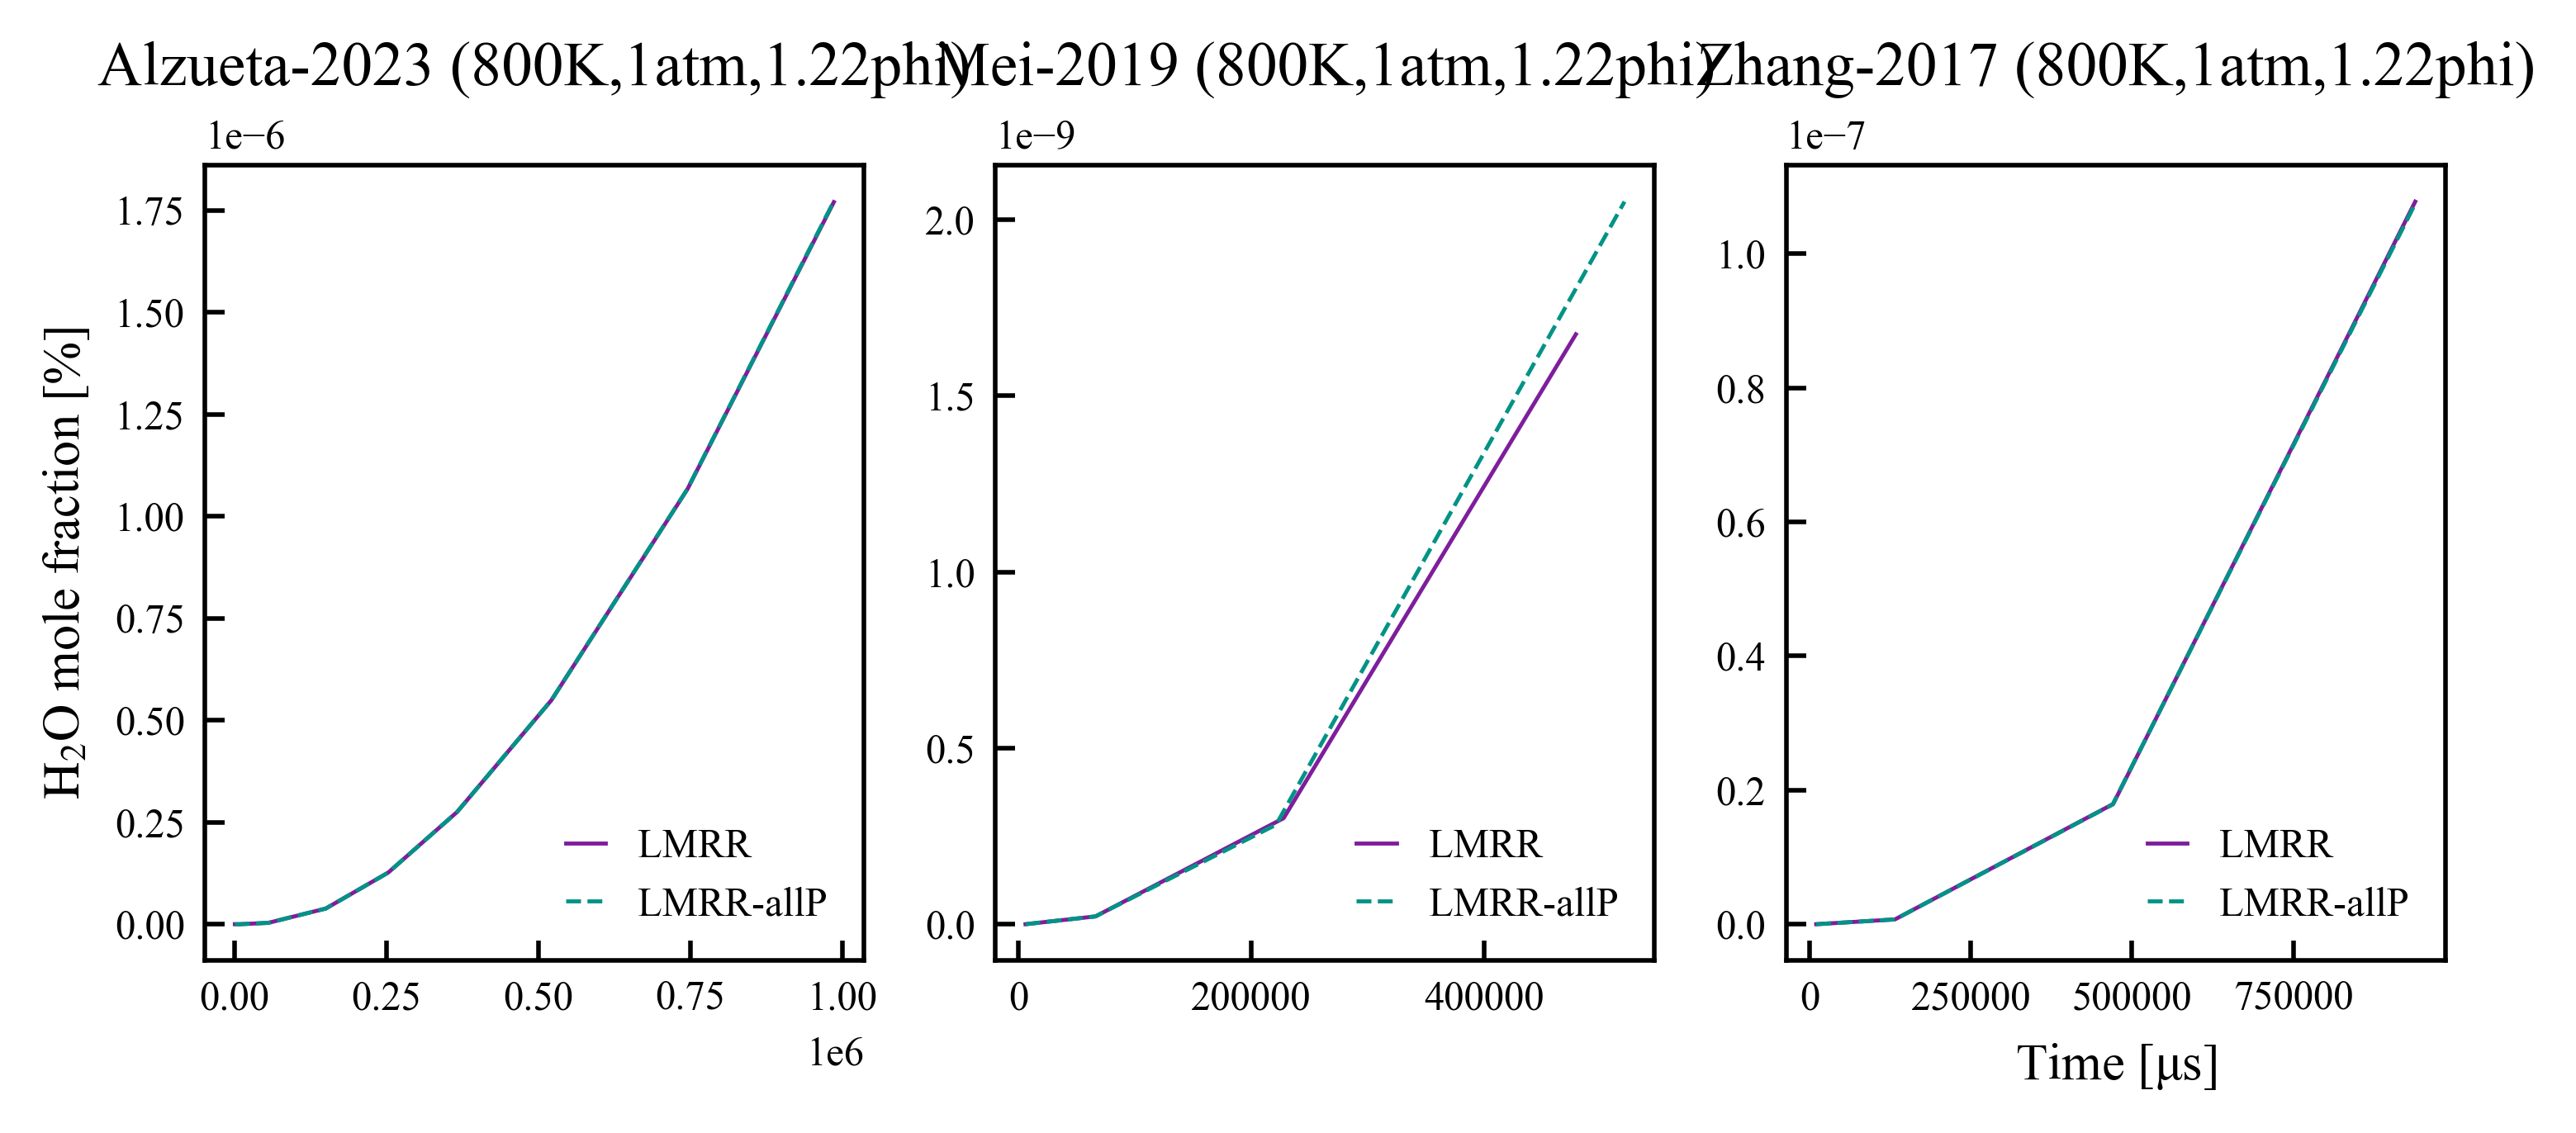 Alzueta-2023 (800K,1atm,1.22phi)
Mei-2019 (800K,1atm,1.22phi)
Zhang-2017 (800K,1atm,1.22phi)
H₂O mole fraction [%]
1e−6
1.75
1.50
1.25
1.00
0.75
0.50
0.25
0.00
LMRR
LMRR-allP
0.00 0.25 0.50 0.75 1.00
1e6
1e−9
2.0
1.5
1.0
0.5
0.0
LMRR
LMRR-allP
0 200000 400000
1e−7
1.0
0.8
0.6
0.4
0.2
0.0
LMRR
LMRR-allP
0 250000 500000 750000
Time [μs]